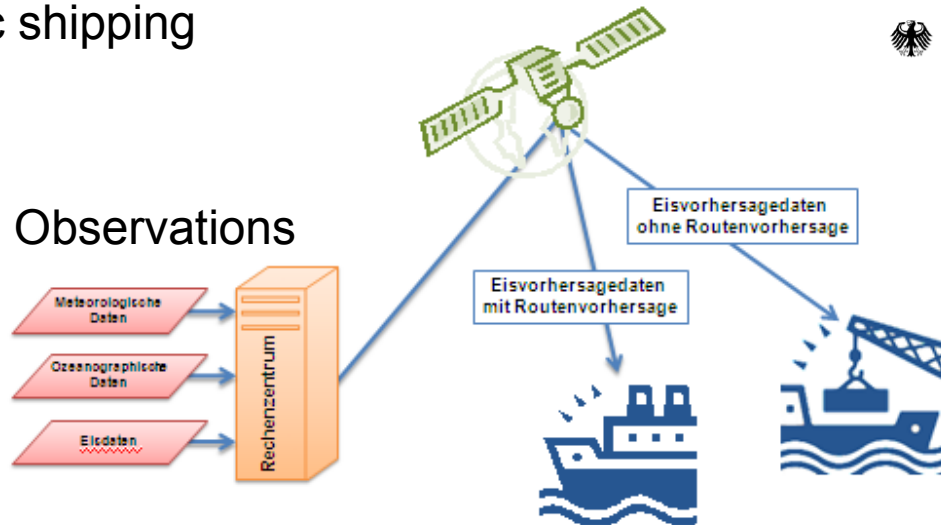 c shipping
Observations
Meteorologische
Daten
Ozeanographische
Daten
Eisdaten
Rechenzentrum
Eisvorhersagedaten
ohne Routenvorhersage
Eisvorhersagedaten
mit Routenvorhersage